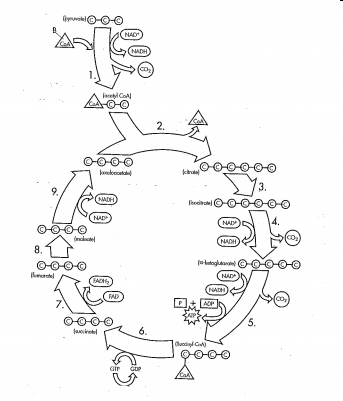 (pyruvate) C C C
B
CoA
NAD⁺
NADH
CO₂
1.
(acetyl CoA)
CoA C C
2.
CoA
C C C C
(oxaloacetate)
C C C C C C
(citrate)
3.
(isocitrate) C C C C C C
NAD⁺
4.
NADH
CO₂
(α-ketoglutarate) C C C C C
NAD⁺
NADH
CO₂
P + ADP
ATP
5.
(succinyl-CoA) C C C C
CoA
6.
GTP GDP
C C C C
(succinate)
7.
FADH₂
FAD
C C C C
(fumarate)
8.
C C C C
(malate)
9.
NADH
NAD⁺